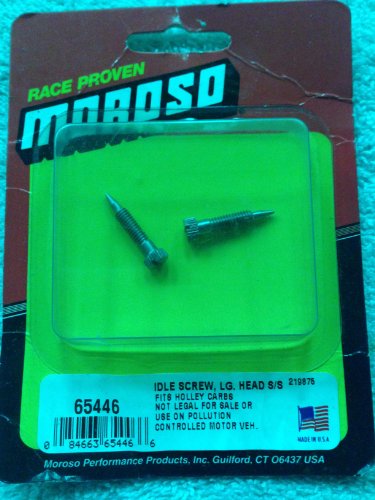 RACE PROVEN
MOROSO
IDLE SCREW, LG. HEAD S/S 219875
65446
FITS HOLLEY CARBS
NOT LEGAL FOR SALE OR
USE ON POLLUTION
CONTROLLED MOTOR VEH.
0 84663 65446 6
MADE IN U.S.A.
Moroso Performance Products, Inc. Guilford, CT 06437 USA